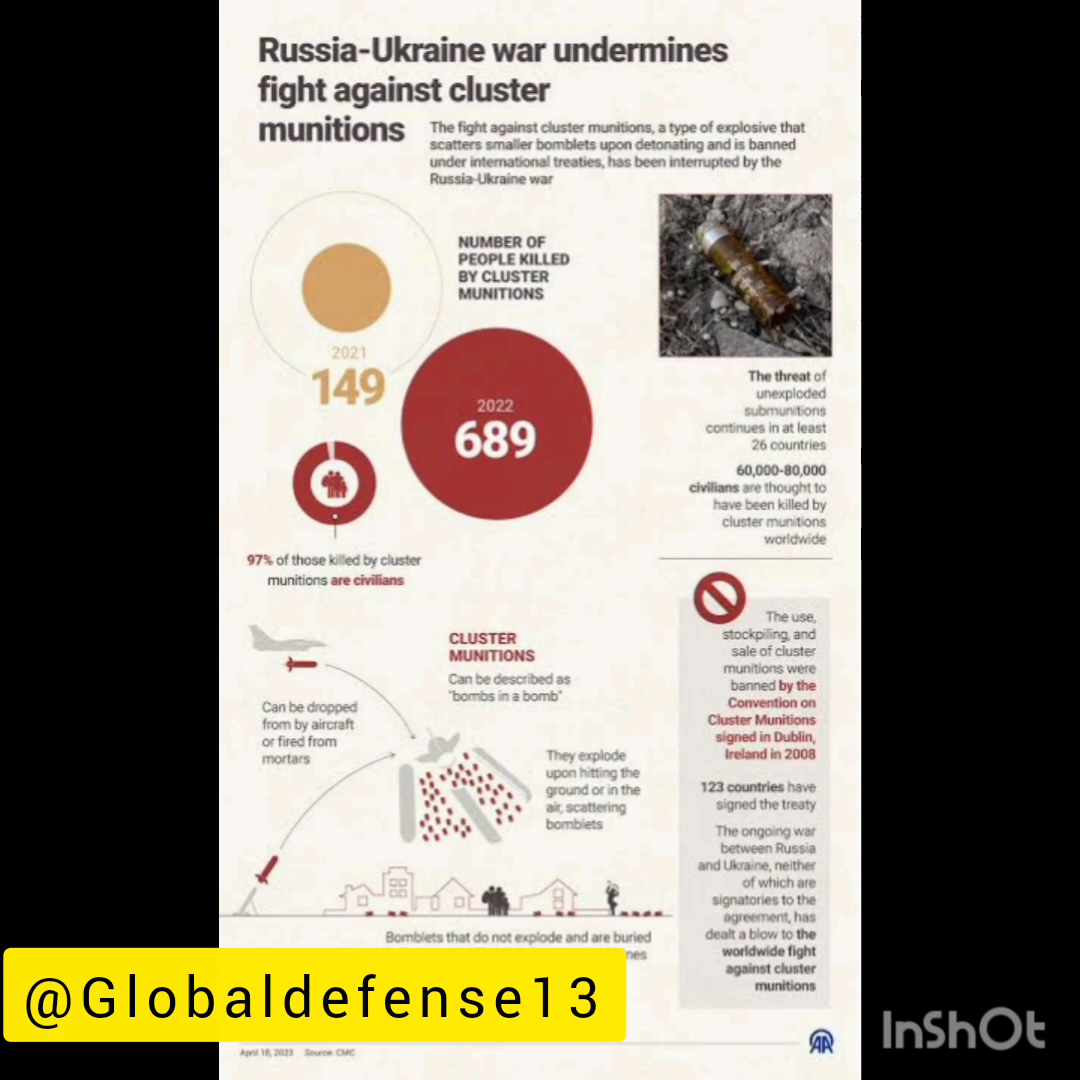 Russia-Ukraine war undermines
fight against cluster
munitions
The fight against cluster munitions, a type of explosive that
scatters smaller bomblets upon detonating and is banned
under international treaties, has been interrupted by the
Russia-Ukraine war
NUMBER OF
PEOPLE KILLED
BY CLUSTER
MUNITIONS
2021
149
2022
689
97% of those killed by cluster
munitions are civilians
The threat of
unexploded
submunitions
continues in at least
26 countries
60,000-80,000
civilians are thought to
have been killed by
cluster munitions
worldwide
CLUSTER
MUNITIONS
Can be described as
"bombs in a bomb"
Can be dropped
from by aircraft
or fired from
mortars
They explode
upon hitting the
ground or in the
air, scattering
bomblets
Bomblets that do not explode and are buried
The use,
stockpiling, and
sale of cluster
munitions were
banned by the
Convention on
Cluster Munitions
signed in Dublin,
Ireland in 2008
123 countries have
signed the treaty
The ongoing war
between Russia
and Ukraine, neither
of which are
signatories to the
agreement, has
dealt a blow to the
worldwide fight
against cluster
munitions
@Globaldefense13
April 18, 2023 Source: CMC
AA
InShOt